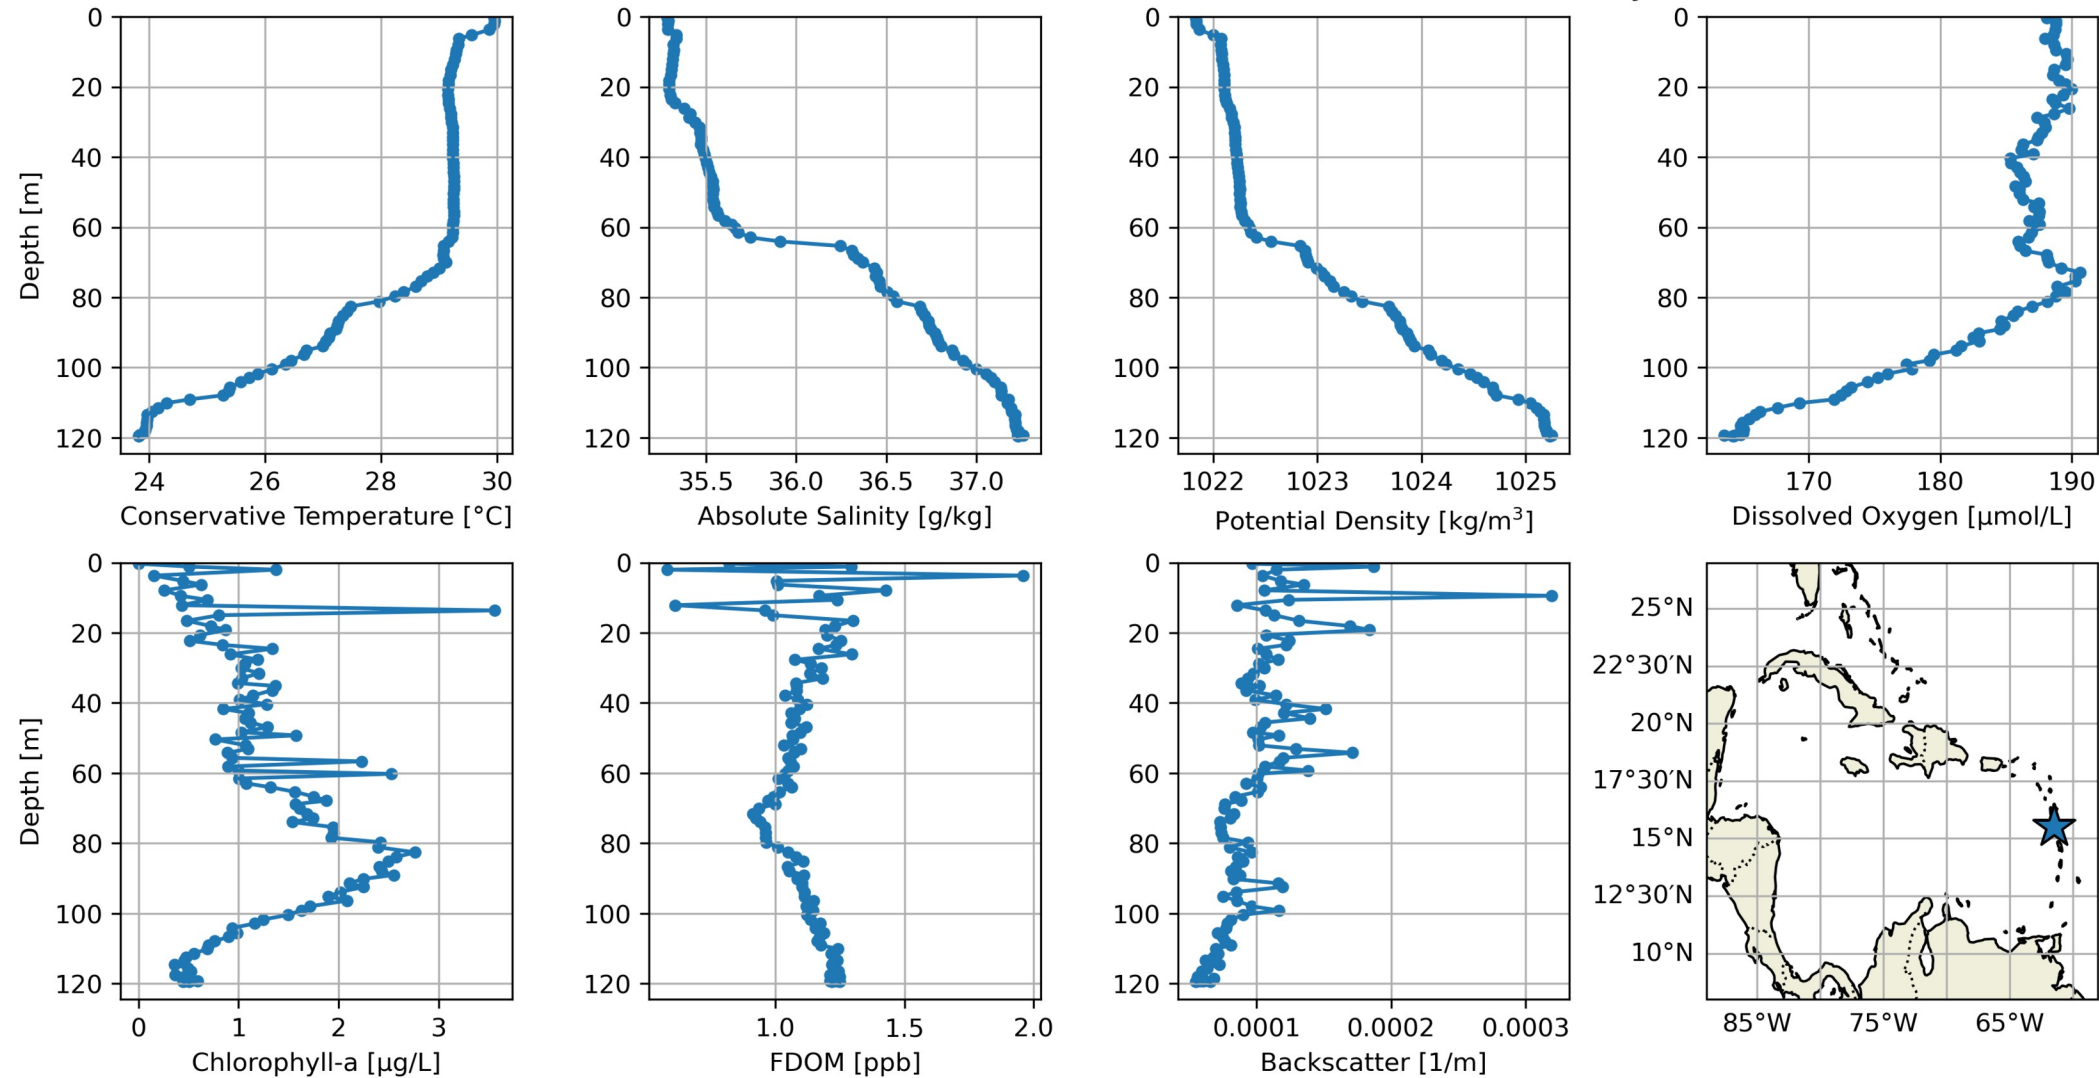 0
20
40
60
80
100
120
Depth [m]
24 26 28 30
Conservative Temperature [°C]
0
20
40
60
80
100
120
35.5 36.0 36.5 37.0
Absolute Salinity [g/kg]
0
20
40
60
80
100
120
1022 1023 1024 1025
Potential Density [kg/m³]
0
20
40
60
80
100
120
170 180 190
Dissolved Oxygen [µmol/L]
0
20
40
60
80
100
120
Depth [m]
0 1 2 3
Chlorophyll-a [µg/L]
0
20
40
60
80
100
120
1.0 1.5 2.0
FDOM [ppb]
0
20
40
60
80
100
120
0.0001 0.0002 0.0003
Backscatter [1/m]
25°N
22°30′N
20°N
17°30′N
15°N
12°30′N
10°N
85°W 75°W 65°W